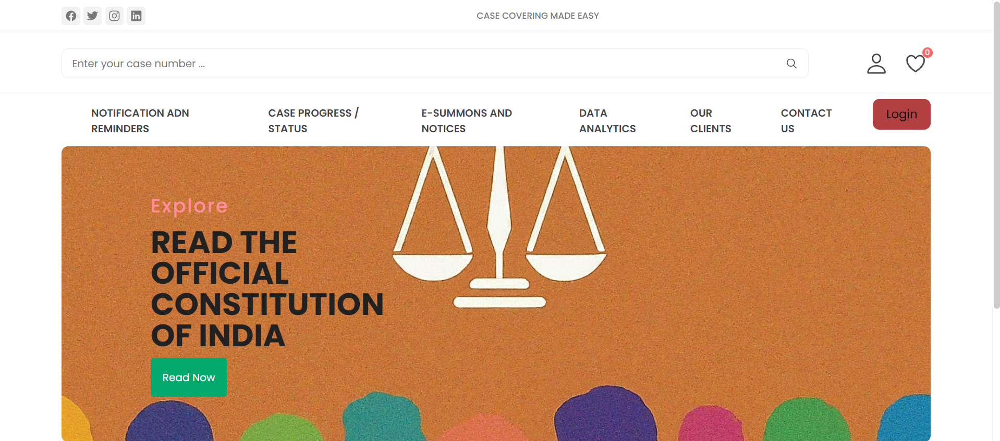 CASE COVERING MADE EASY
Enter your case number ...
0
NOTIFICATION ADN
REMINDERS
CASE PROGRESS /
STATUS
E-SUMMONS AND
NOTICES
DATA
ANALYTICS
OUR
CLIENTS
CONTACT
US
Login
Explore
READ THE
OFFICIAL
CONSTITUTION
OF INDIA
Read Now